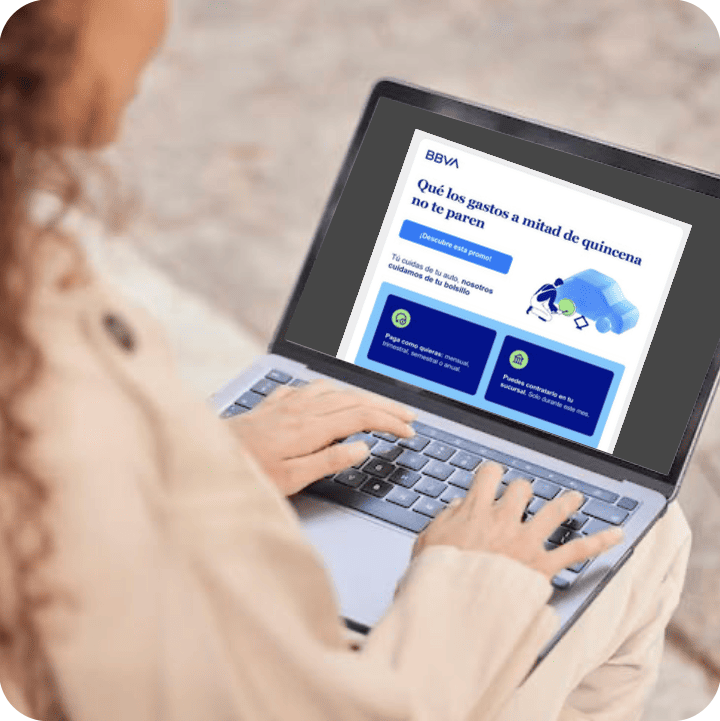 BBVA
Qué los gastos a mitad de quincena
no te paren
¡Descubre esta promo!
Tú cuidas de tu auto, nosotros
cuidamos de tu bolsillo
Paga como quieras: mensual,
trimestral, semestral o anual.
Puedes contratarlo en tu
sucursal. Solo durante este mes.